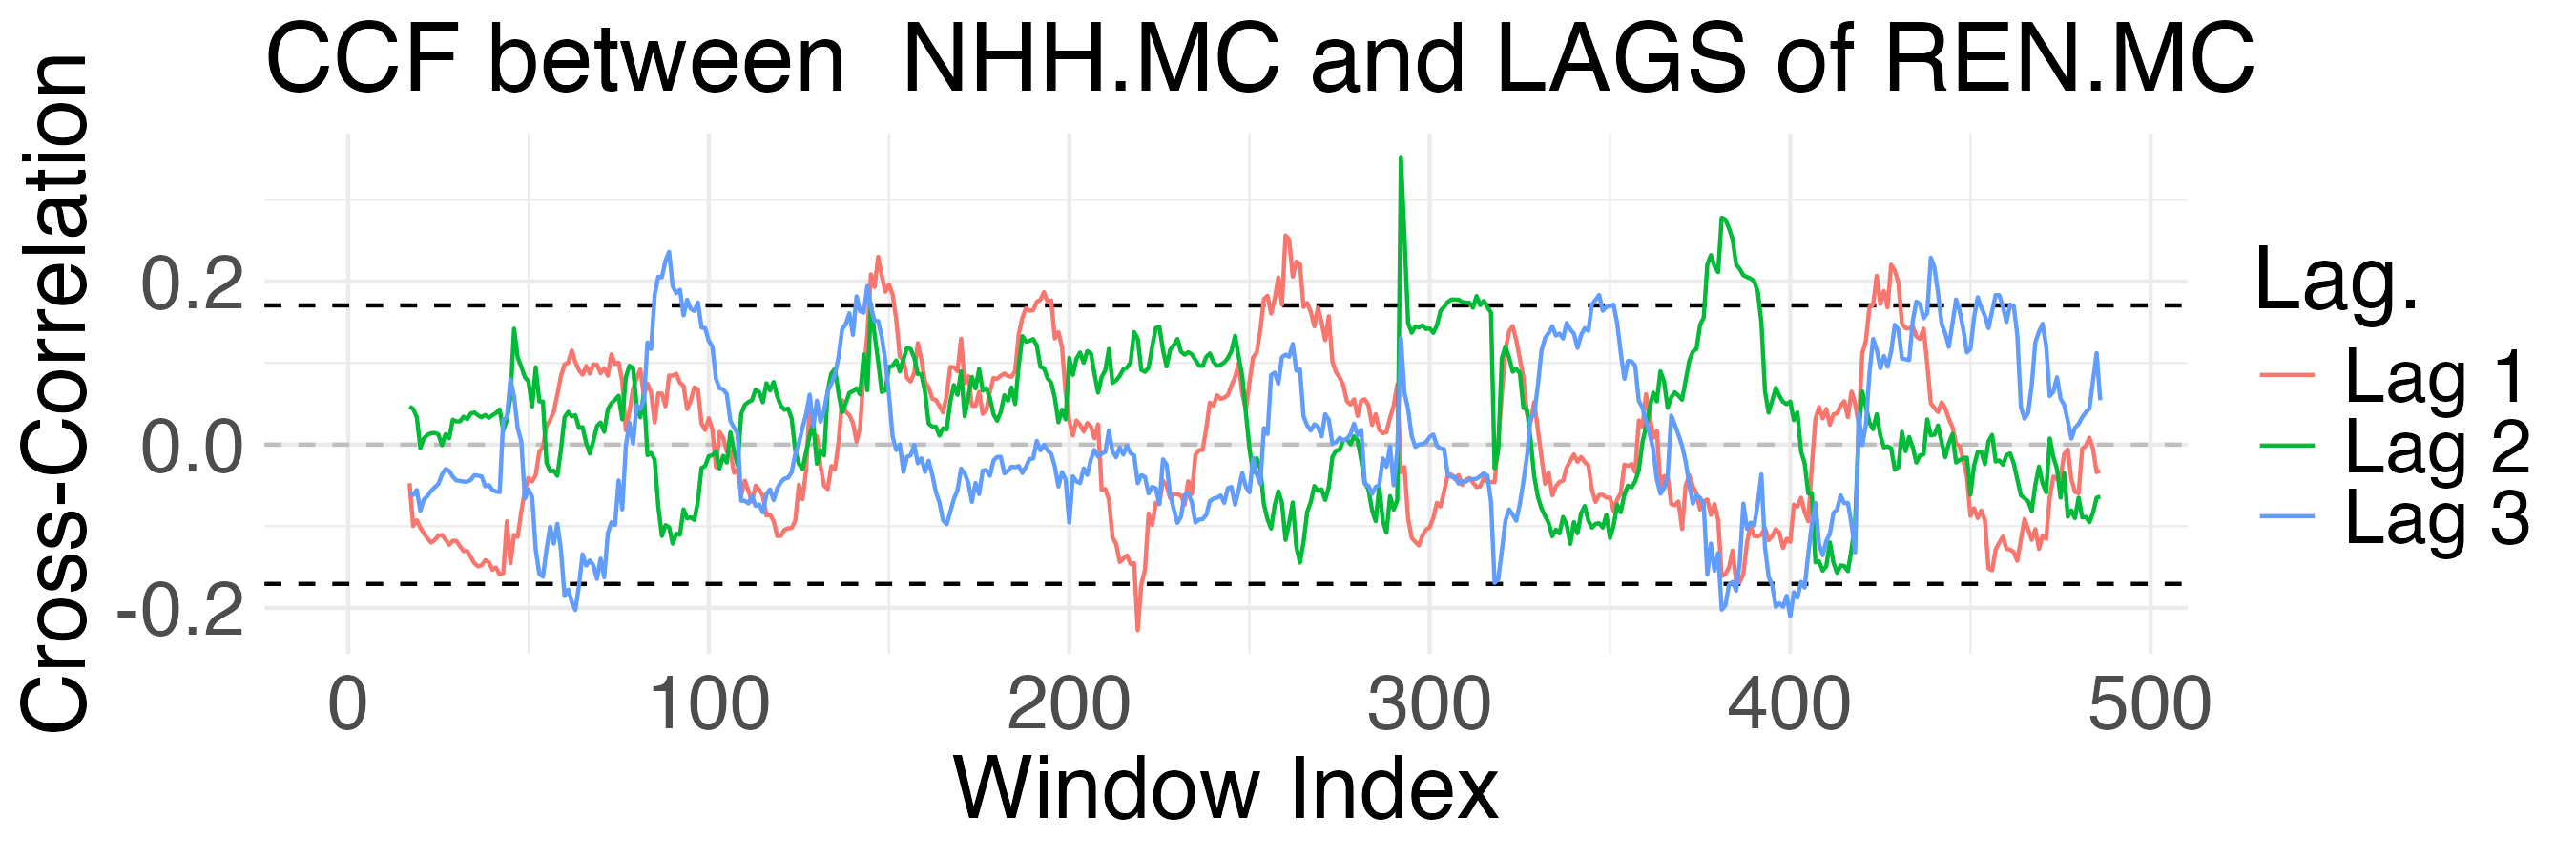 CCF between  NHH.MC and LAGS of REN.MC
Cross-Correlation
0.2
0.0
-0.2
0 100 200 300 400 500
Window Index
Lag.
Lag 1
Lag 2
Lag 3